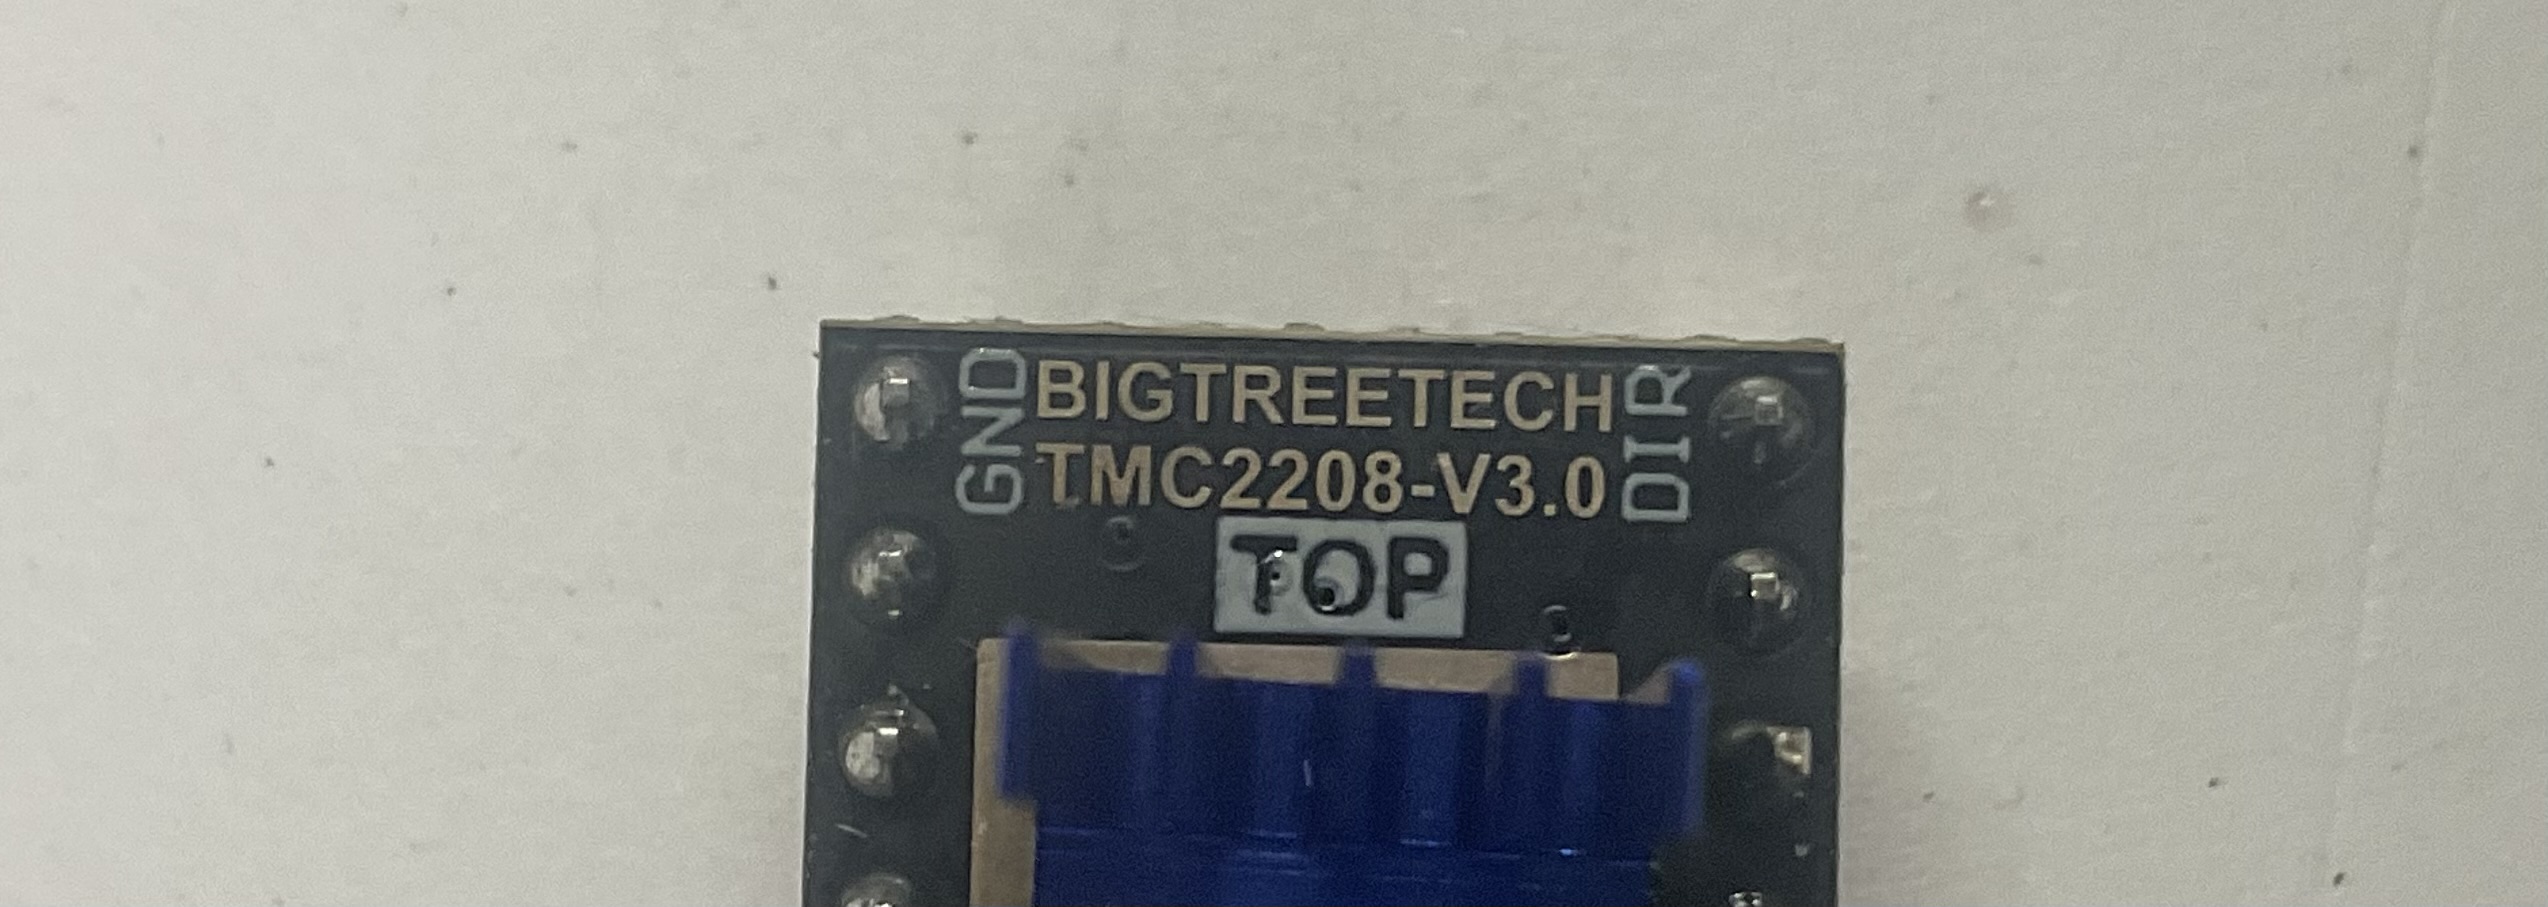 GND
BIGTREETECH
TMC2208-V3.0
DIR
TOP